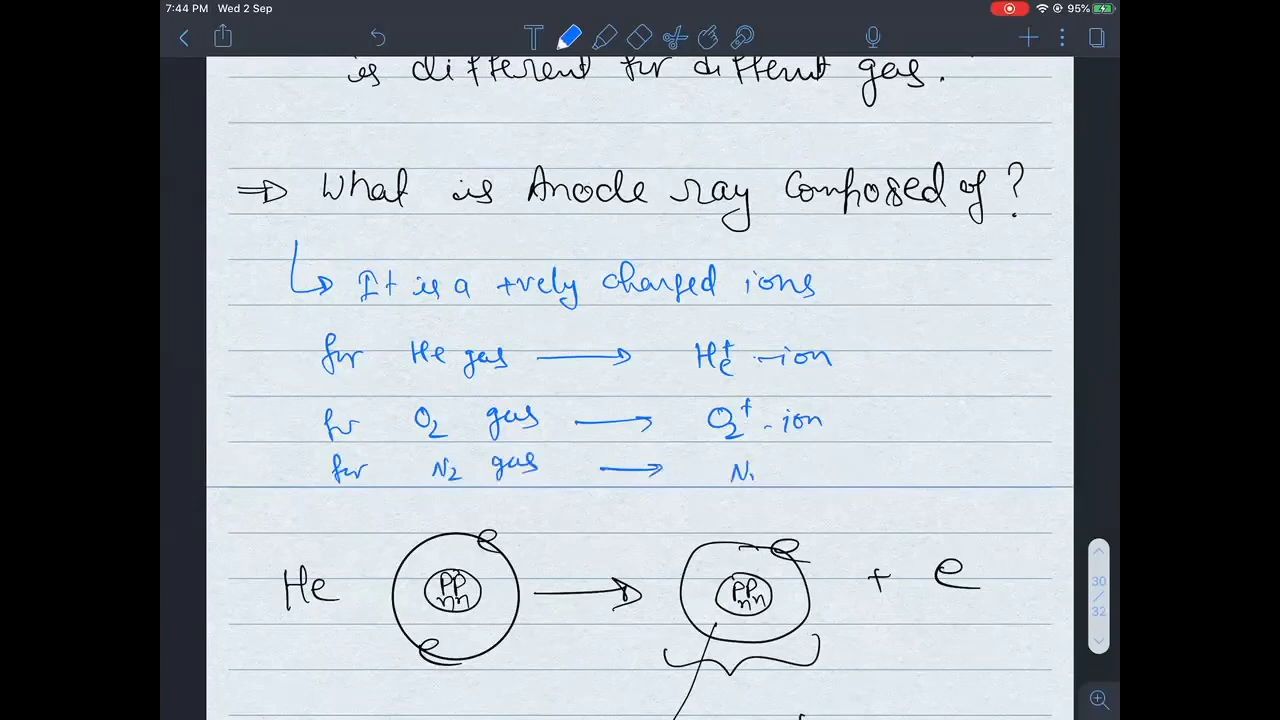 7:44 PM Wed 2 Sep 95%
T
is different for different gas.
⇒ What is Anode ray Composed of?
↳ It is a +vely charged ions
for He gas → He⁺ - ion
for O₂ gas → O₂⁺ - ion
for N₂ gas → N
30
/
32
He e PP nn e → e PP nn + e